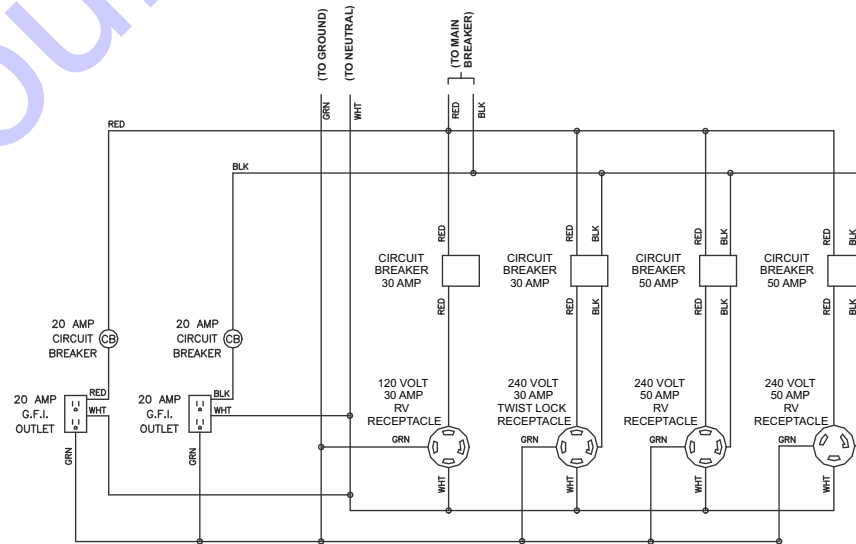 (TO GROUND)
(TO NEUTRAL)
(TO MAIN
BREAKER)
GRN
WHT
RED
BLK
RED
BLK
RED
RED
BLK
RED
BLK
RED
BLK
CIRCUIT
BREAKER
30 AMP
CIRCUIT
BREAKER
30 AMP
CIRCUIT
BREAKER
50 AMP
CIRCUIT
BREAKER
50 AMP
RED
RED
BLK
RED
BLK
RED
BLK
20 AMP
CIRCUIT
BREAKER
CB
20 AMP
CIRCUIT
BREAKER
CB
20 AMP
G.F.I.
OUTLET
RED
WHT
GRN
20 AMP
G.F.I.
OUTLET
BLK
WHT
GRN
120 VOLT
30 AMP
RV
RECEPTACLE
GRN
WHT
240 VOLT
30 AMP
TWIST LOCK
RECEPTACLE
GRN
WHT
240 VOLT
50 AMP
RV
RECEPTACLE
GRN
WHT
240 VOLT
50 AMP
RV
RECEPTACLE
GRN
WHT